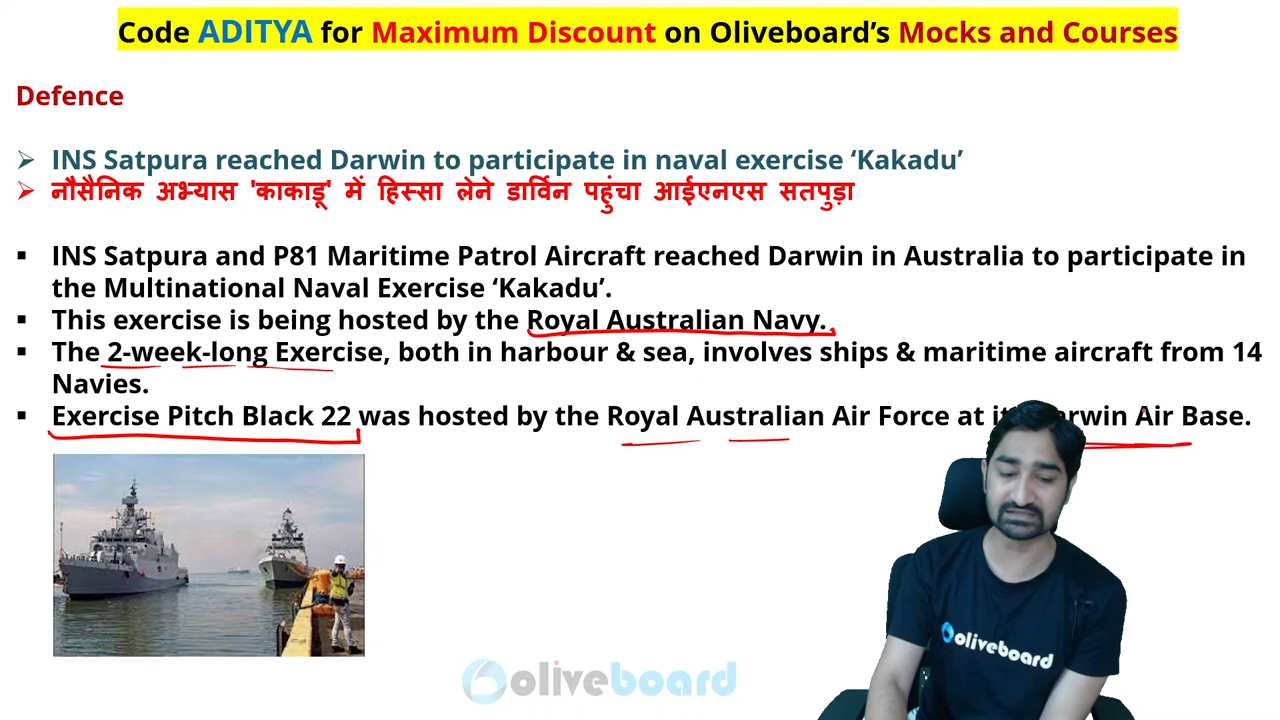 Code ADITYA for Maximum Discount on Oliveboard's Mocks and Courses
Defence
INS Satpura reached Darwin to participate in naval exercise ‘Kakadu’
नौसैनिक अभ्यास 'काकाडू' में हिस्सा लेने डार्विन पहुंचा आईएनएस सतपुड़ा
INS Satpura and P81 Maritime Patrol Aircraft reached Darwin in Australia to participate in
the Multinational Naval Exercise ‘Kakadu’.
This exercise is being hosted by the Royal Australian Navy.
The 2-week-long Exercise, both in harbour & sea, involves ships & maritime aircraft from 14
Navies.
Exercise Pitch Black 22 was hosted by the Royal Australian Air Force at Air Base.
oliveboard
oliveboard